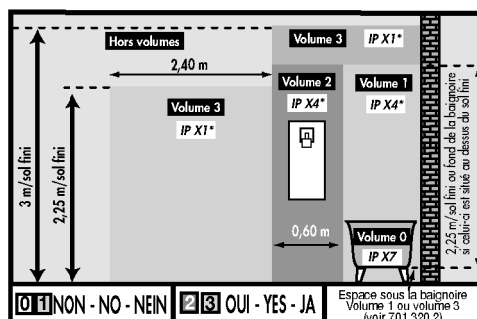 Hors volumes
Volume 3
IP X1*
2,40 m
Volume 2
IP X4*
Volume 1
IP X4*
Volume 3
IP X1*
3 m/sol fini
2,25 m/sol fini
0,60 m
Volume 0
IP X7
2,25 m/sol fini ou fond de la baignoire
si celui-ci est situé au dessus du sol fini
0 1 NON - NO - NEIN
2 3 OUI - YES - JA
Espace sous la baignoire
Volume 1 ou volume 3
(voir 701.320.2)